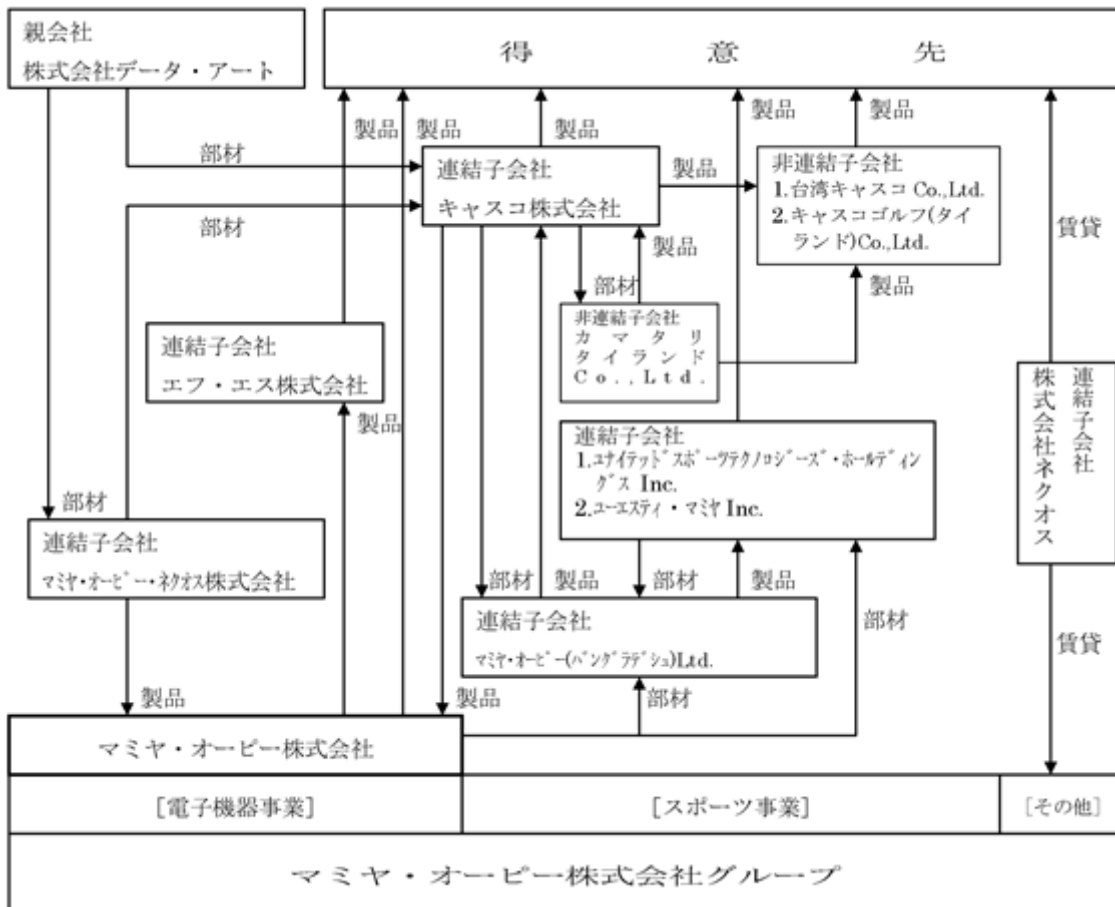 親会社
株式会社データ・アート
得意先
製品
製品
製品
製品
製品
部材
連結子会社
キャスコ株式会社
製品
非連結子会社
1.台湾キャスコ Co.,Ltd.
2.キャスコゴルフ(タイ
ランド)Co.,Ltd.
賃貸
部材
製品
部材
製品
非連結子会社
カマタリ
タイランド
Co.,Ltd.
連結子会社
エフ・エス株式会社
製品
連結子会社
株式会社ネクオス
連結子会社
1.ユナイテッドスポーツテクノロジーズ・ホールディン
グス Inc.
2.ユーエスティ・マミヤ Inc.
部材
連結子会社
マミヤ・オーピー・ネクオス株式会社
部材
製品
部材
製品
部材
連結子会社
マミヤ・オーピー(バングラデシュ)Ltd.
賃貸
製品
製品
部材
マミヤ・オーピー株式会社
[電子機器事業]
[スポーツ事業]
[その他]
マミヤ・オーピー株式会社グループ